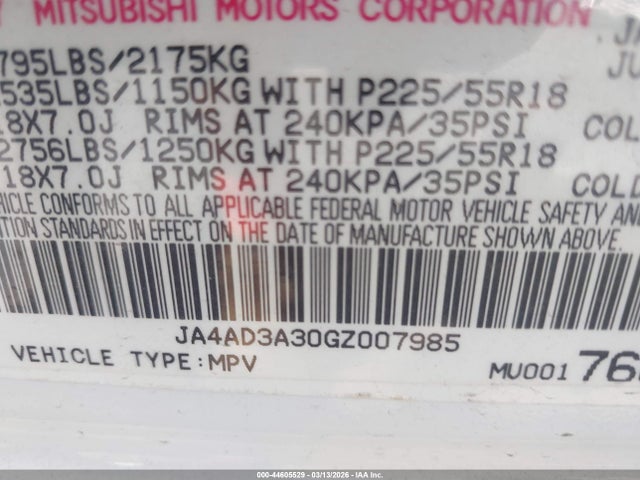 MITSUBISHI MOTORS CORPORATION
795LBS/2175KG
535LBS/1150KG WITH P225/55R18
18X7.0J RIMS AT 240KPA/35PSI COLD
2756LBS/1250KG WITH P225/55R18
18X7.0J RIMS AT 240KPA/35PSI COLD
HICLE CONFORMS TO ALL APPLICABLE FEDERAL MOTOR VEHICLE SAFETY AND
TION STANDARDS IN EFFECT ON THE DATE OF MANUFACTURE SHOWN ABOVE.
JA4AD3A30GZ007985
VEHICLE TYPE:MPV MU001
000-44605529 - 03/13/2026 - IAA Inc.